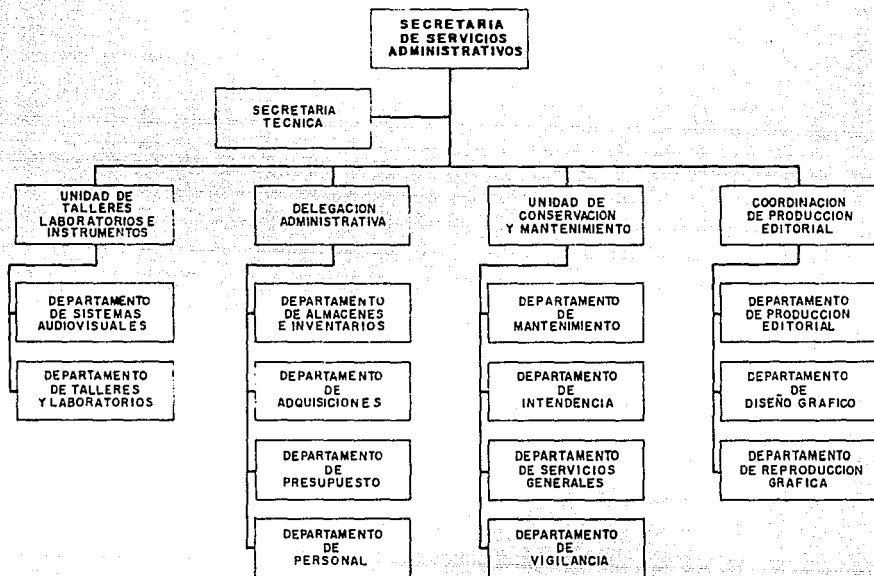 SECRETARIA
DE SERVICIOS
ADMINISTRATIVOS
SECRETARIA
TECNICA
UNIDAD DE
TALLERES
LABORATORIOS E
INSTRUMENTOS
DELEGACION
ADMINISTRATIVA
UNIDAD DE
CONSERVACION
Y MANTENIMIENTO
COORDINACION
DE PRODUCCION
EDITORIAL
DEPARTAMENTO
DE SISTEMAS
AUDIOVISUALES
DEPARTAMENTO
DE TALLERES
Y LABORATORIOS
DEPARTAMENTO
DE ALMACENES
E INVENTARIOS
DEPARTAMENTO
DE
ADQUISICIONES
DEPARTAMENTO
DE
PRESUPUESTO
DEPARTAMENTO
DE
PERSONAL
DEPARTAMENTO
DE
MANTENIMIENTO
DEPARTAMENTO
DE
INTENDENCIA
DEPARTAMENTO
DE SERVICIOS
GENERALES
DEPARTAMENTO
DE
VIGILANCIA
DEPARTAMENTO
DE PRODUCCION
EDITORIAL
DEPARTAMENTO
DE
DISEÑO GRAFICO
DEPARTAMENTO
DE REPRODUCCION
GRAFICA